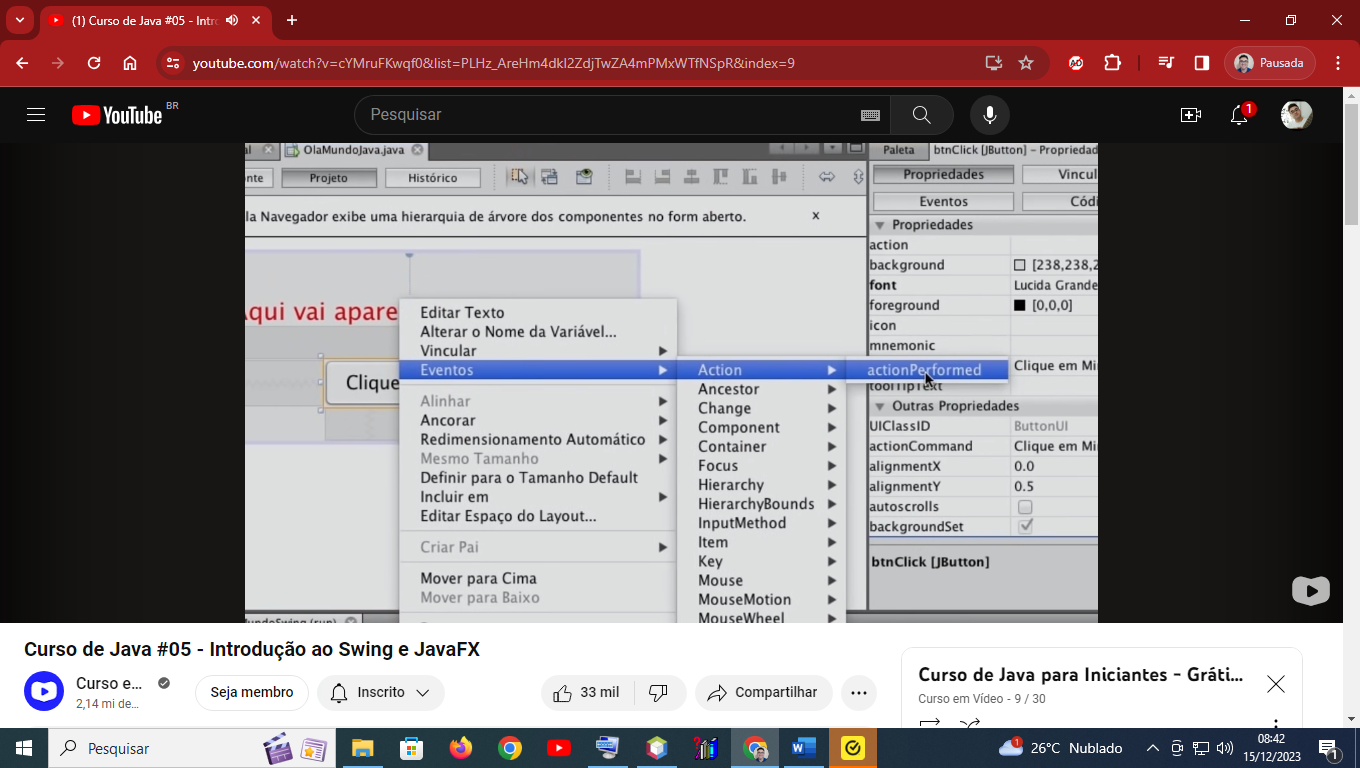 (1) Curso de Java #05 - Intro
youtube.com/watch?v=cYMruFKwqf0&list=PLHz_AreHm4dkI2ZdjTwZA4mPMxWTfNSpR&index=9
Pausada
YouTube BR
Pesquisar
1
OlaMundoJava.java
Paleta
btnClick [JButton] - Propriedad
Projeto
Histórico
Propriedades
Vincul
Eventos
Códi
la Navegador exibe uma hierarquia de árvore dos componentes no form aberto.
x
Propriedades
action
background
[238,238,2
font
Lucida Grande
foreground
[0,0,0]
icon
mnemonic
Clique em Mi
toolTipText
Outras Propriedades
UIClassID
ButtonUI
actionCommand
Clique em Mi
alignmentX
0.0
alignmentY
0.5
autoscrolls
backgroundSet
btnClick [JButton]
Aqui vai apare
Clique
Editar Texto
Alterar o Nome da Variável...
Vincular
Eventos
Alinhar
Ancorar
Redimensionamento Automático
Mesmo Tamanho
Definir para o Tamanho Default
Incluir em
Editar Espaço do Layout...
Criar Pai
Mover para Cima
Mover para Baixo
Action
Ancestor
Change
Component
Container
Focus
Hierarchy
HierarchyBounds
InputMethod
Item
Key
Mouse
MouseMotion
MouseWheel
actionPerformed
Curso de Java #05 - Introdução ao Swing e JavaFX
Curso e...
2,14 mi de...
Seja membro
Inscrito
33 mil
Compartilhar
Curso de Java para Iniciantes - Gráti...
Curso em Vídeo - 9 / 30
Pesquisar
1
26°C Nublado
08:42
15/12/2023
1